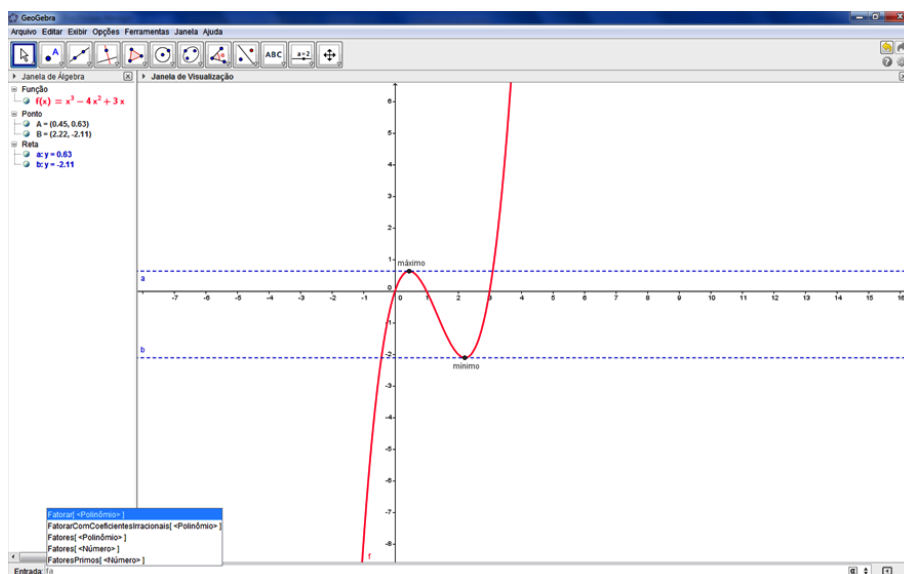 GeoGebra
Arquivo Editar Exibir Opções Ferramentas Janela Ajuda
A
ABC
a=2
Janela de Álgebra
Janela de Visualização
Função
f(x) = x³ − 4 x² + 3 x
Ponto
A = (0.45, 0.63)
B = (2.22, -2.11)
Reta
a: y = 0.63
b: y = -2.11
6
5
4
3
2
1
máximo
a
0
-7 -6 -5 -4 -3 -2 -1 0 1 2 3 4 5 6 7 8 9 10 11 12 13 14 15 16
-1
b
-2
mínimo
-3
-4
-5
-6
-7
-8
f
Fatorar[ <Polinômio> ]
FatorarComCoeficientesIrracionais[ <Polinômio> ]
Fatores[ <Polinômio> ]
Fatores[ <Número> ]
FatoresPrimos[ <Número> ]
Entrada: fa
α